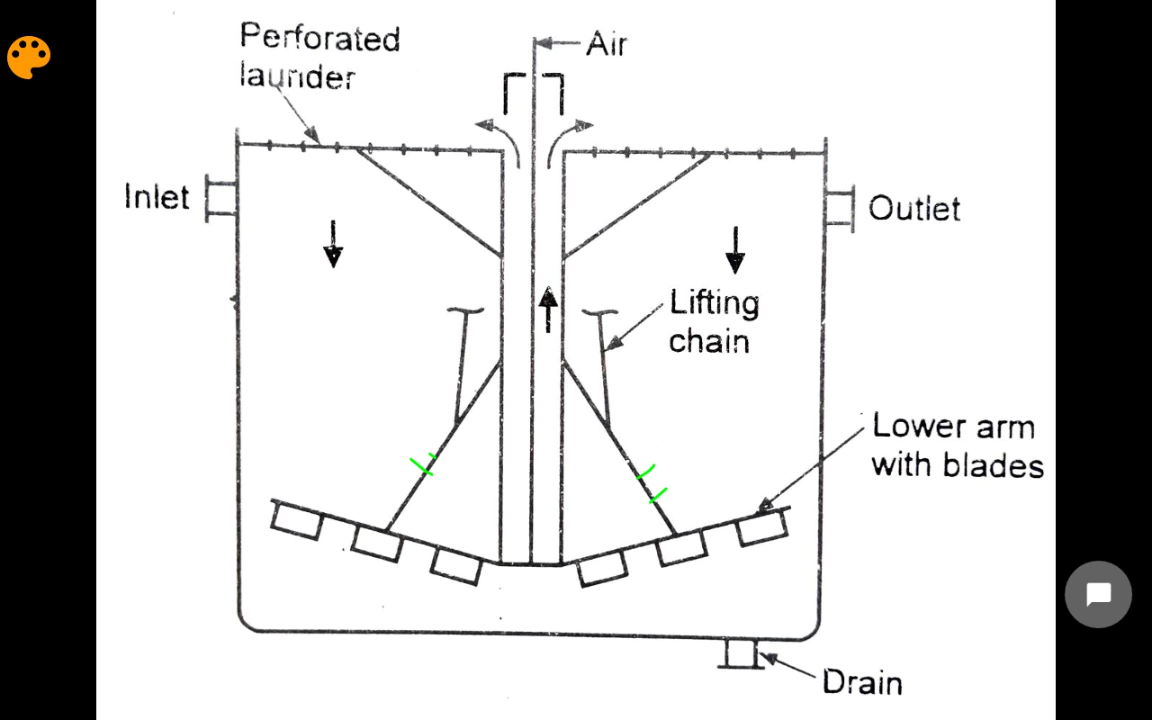 Perforated
launder
Air
Inlet
Outlet
Lifting
chain
Lower arm
with blades
Drain